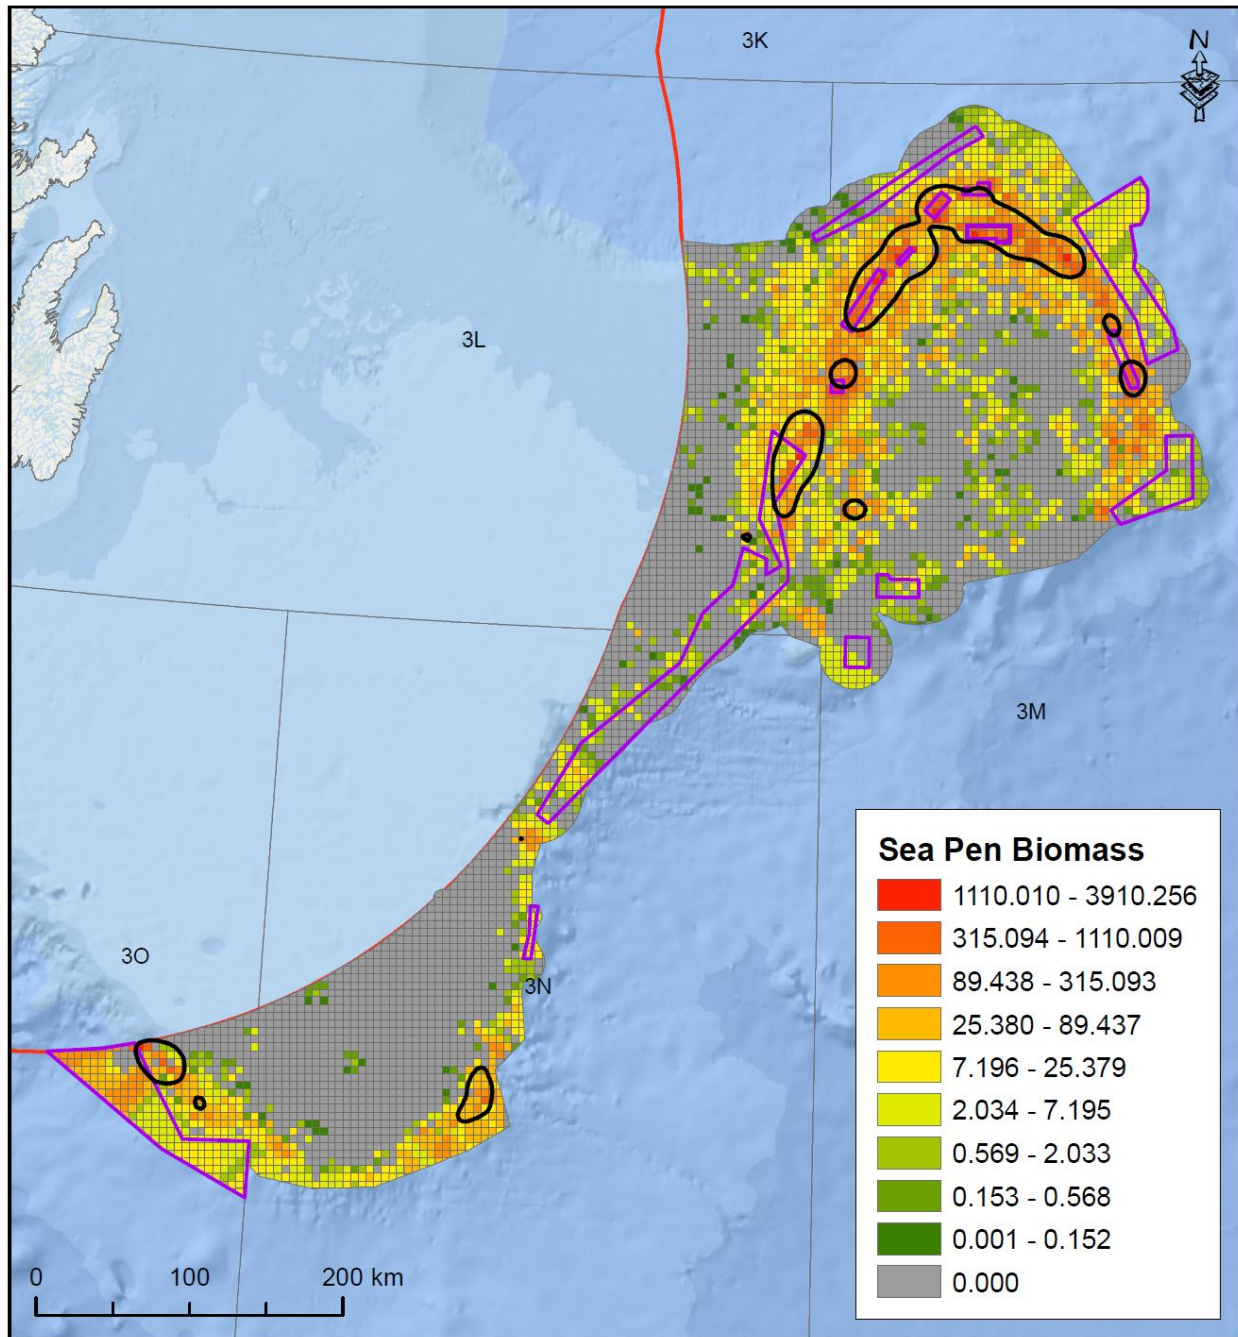 3K
N
3L
3M
3O
3N
Sea Pen Biomass
1110.010 - 3910.256
315.094 - 1110.009
89.438 - 315.093
25.380 - 89.437
7.196 - 25.379
2.034 - 7.195
0.569 - 2.033
0.153 - 0.568
0.001 - 0.152
0.000
0 100 200 km